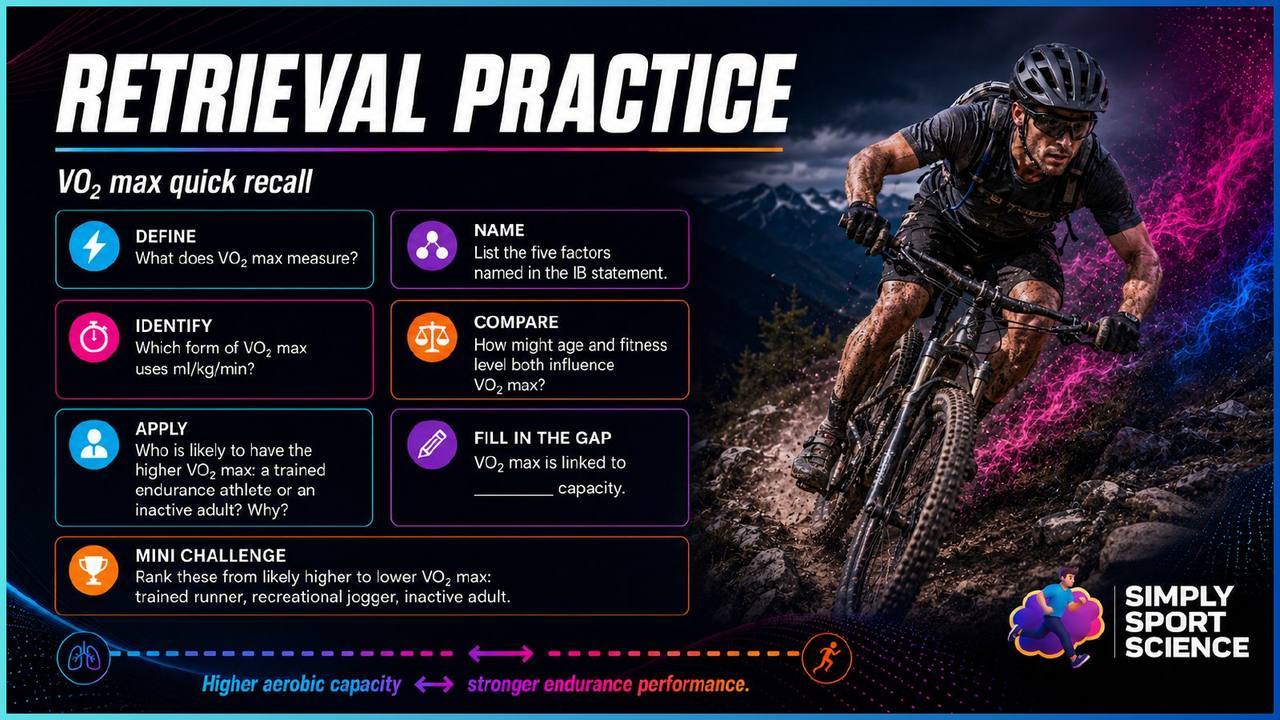 RETRIEVAL PRACTICE
VO₂ max quick recall
DEFINE
What does VO₂ max measure?
NAME
List the five factors
named in the IB statement.
IDENTIFY
Which form of VO₂ max
uses ml/kg/min?
COMPARE
How might age and fitness
level both influence
VO₂ max?
APPLY
Who is likely to have the
higher VO₂ max: a trained
endurance athlete or an
inactive adult? Why?
FILL IN THE GAP
VO₂ max is linked to
__________ capacity.
MINI CHALLENGE
Rank these from likely higher to lower VO₂ max:
trained runner, recreational jogger, inactive adult.
Higher aerobic capacity ↔ stronger endurance performance.
SIMPLY
SPORT
SCIENCE